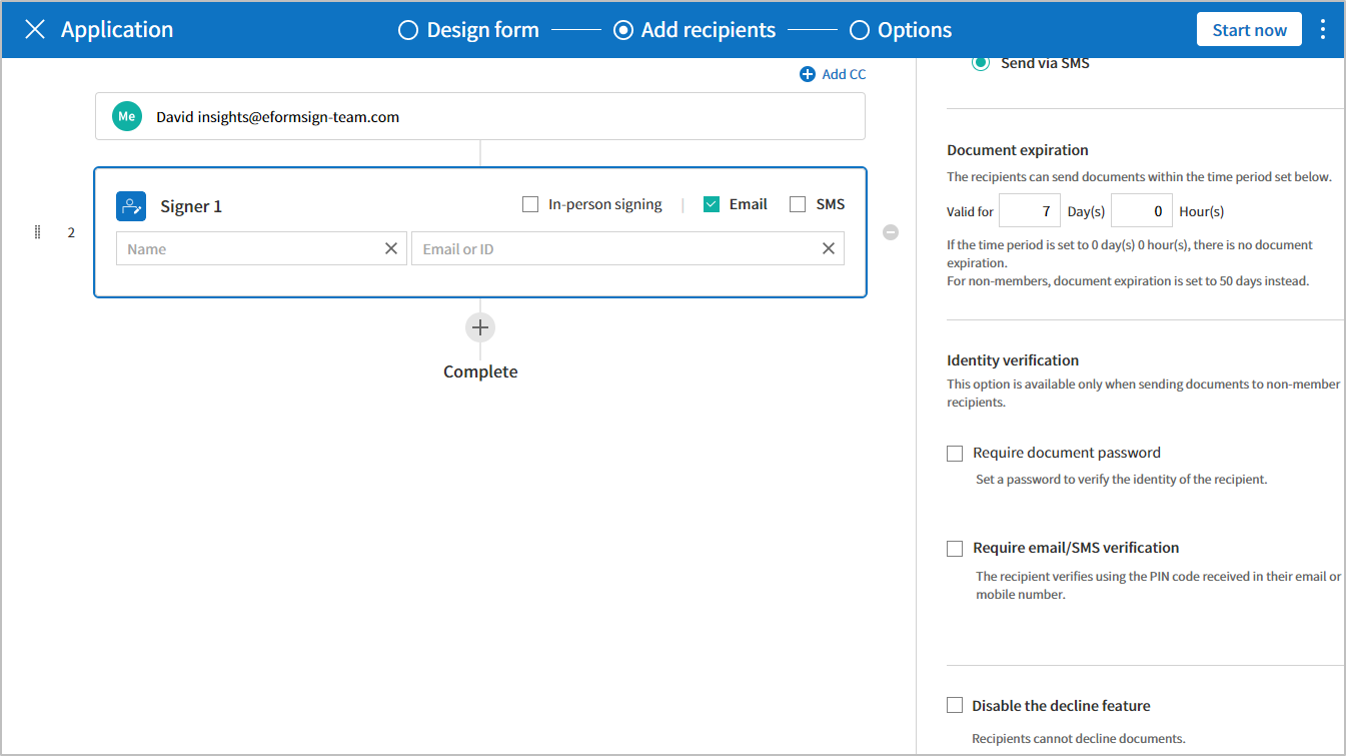 Application
Design form
Add recipients
Options
Start now
Add CC
Me
David insights@eformsign-team.com
2
Signer 1
In-person signing
Email
SMS
Name
Email or ID
Complete
Send via SMS
Document expiration
The recipients can send documents within the time period set below.
Valid for 7 Day(s) 0 Hour(s)
If the time period is set to 0 day(s) 0 hour(s), there is no document
expiration.
For non-members, document expiration is set to 50 days instead.
Identity verification
This option is available only when sending documents to non-member
recipients.
Require document password
Set a password to verify the identity of the recipient.
Require email/SMS verification
The recipient verifies using the PIN code received in their email or
mobile number.
Disable the decline feature
Recipients cannot decline documents.